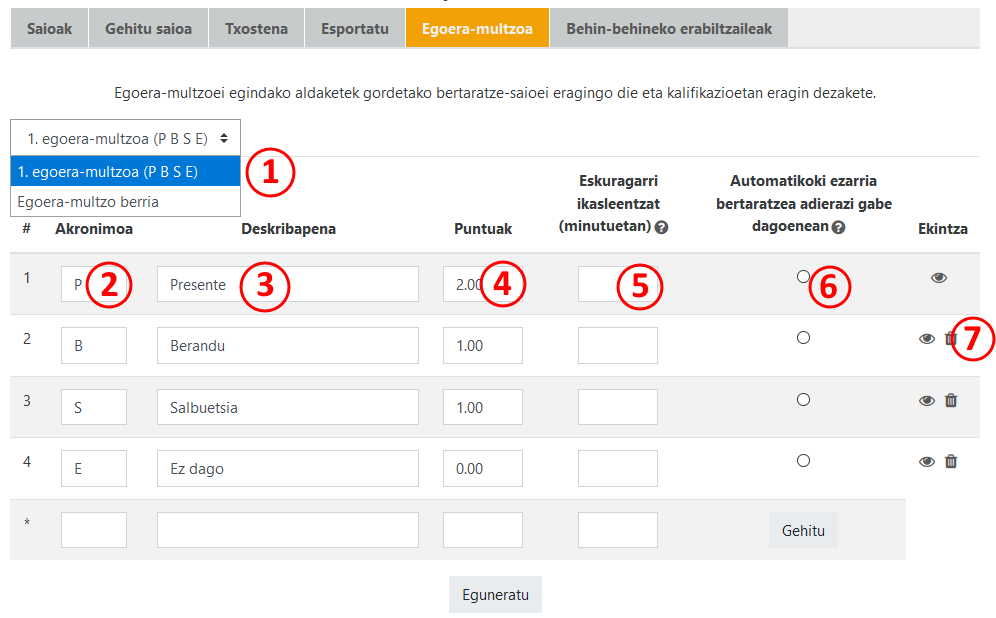 Saioak Gehitu saioa Txostena Esportatu Egoera-multzoa Behin-behineko erabiltzaileak
Egoera-multzoei egindako aldaketek gordetako bertaratze-saioei eragingo die eta kalifikazioetan eragin dezakete.
1. egoera-multzoa (P B S E)
1. egoera-multzoa (P B S E) 1
Egoera-multzo berria
# Akronimoa Deskribapena Puntuak Eskuragarri
ikasleentzat
(minutuetan) Automatikoki ezarria
bertaratzea adierazi gabe
dagoenean Ekintza
1 P 2 Presente 3 2.00 4 5 6
2 B Berandu 1.00 7
3 S Salbuetsia 1.00
4 E Ez dago 0.00
* Gehitu
Eguneratu